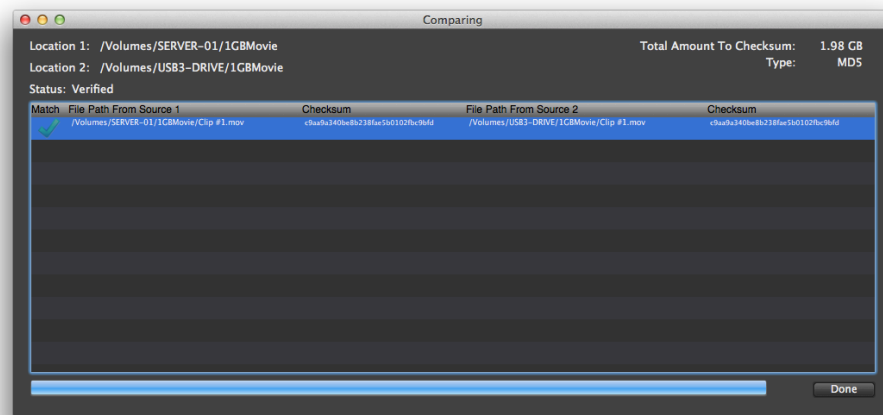 Comparing
Location 1: /Volumes/SERVER-01/1GBMovie
Total Amount To Checksum: 1.98 GB
Location 2: /Volumes/USB3-DRIVE/1GBMovie
Type: MD5
Status: Verified
Match File Path From Source 1 Checksum File Path From Source 2 Checksum
/Volumes/SERVER-01/1GBMovie/Clip #1.mov c9aa9a340be8b238fae5b0102fbc9bfd /Volumes/USB3-DRIVE/1GBMovie/Clip #1.mov c9aa9a340be8b238fae5b0102fbc9bfd
Done